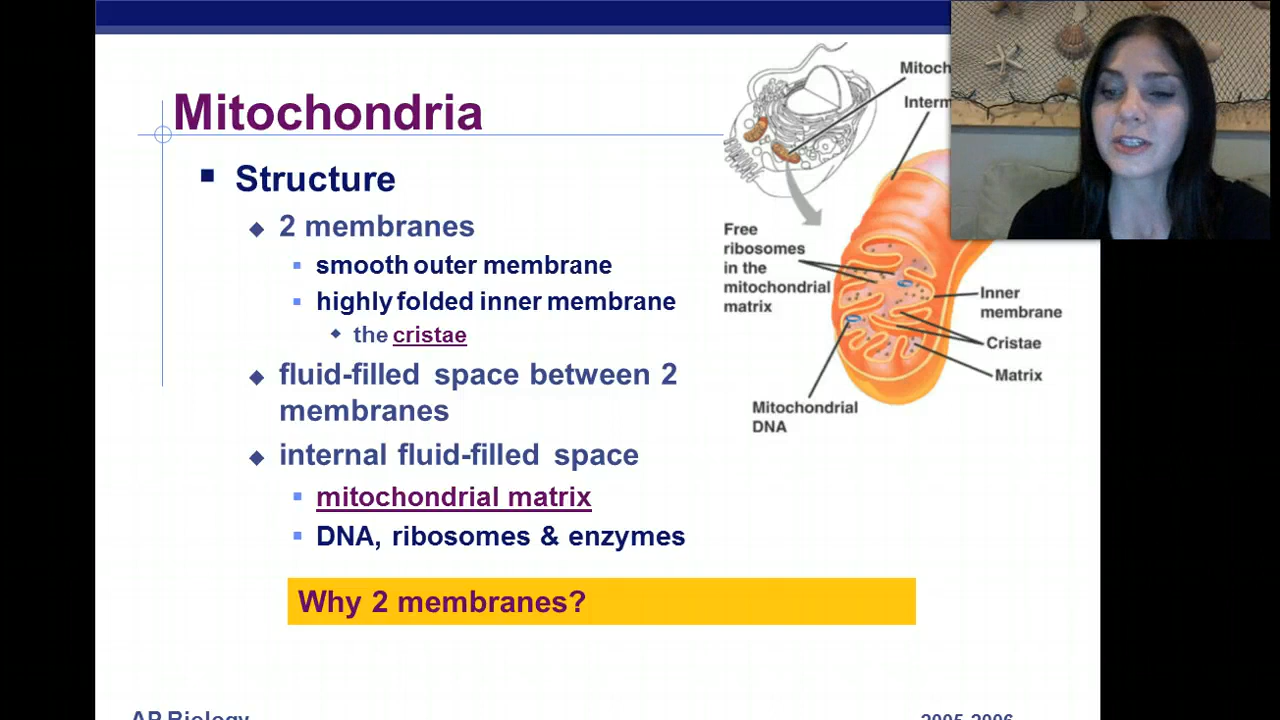 Mitochondria
Structure
2 membranes
smooth outer membrane
highly folded inner membrane
the cristae
fluid-filled space between 2
membranes
internal fluid-filled space
mitochondrial matrix
DNA, ribosomes & enzymes
Why 2 membranes?
Mitoch
Interm
Free
ribosomes
in the
mitochondrial
matrix
Inner
membrane
Cristae
Matrix
Mitochondrial
DNA
AP Biology
2005-2006